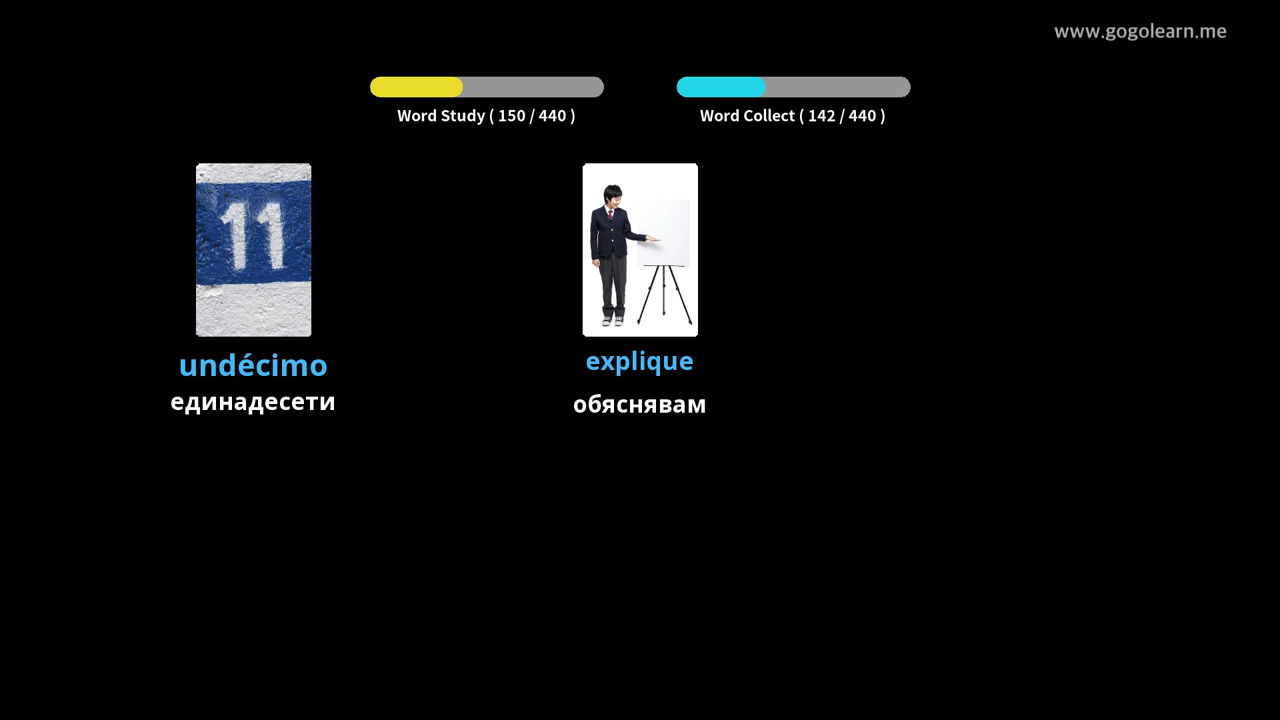 www.gogolearn.me
Word Study ( 150 / 440 )
Word Collect ( 142 / 440 )
11
undécimo
единадесети
explique
обяснявам